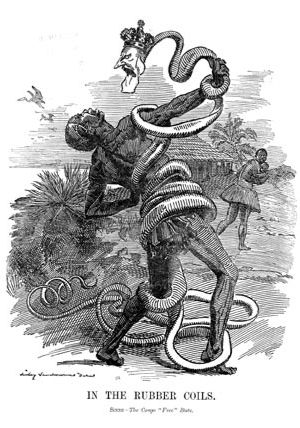 IN THE RUBBER COILS.
Scene—The Congo "Free" State.